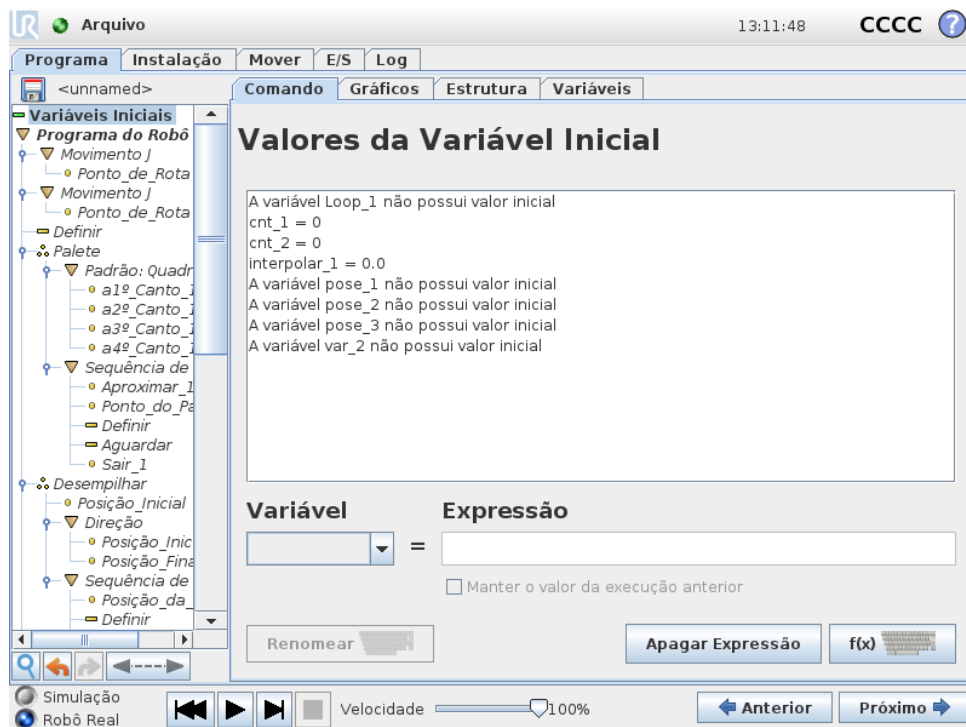 UR Arquivo 13:11:48 CCCC ?
Programa Instalação Mover E/S Log
<unnamed>
Comando Gráficos Estrutura Variáveis
Variáveis Iniciais
Programa do Robô
Movimento J
Ponto_de_Rota
Movimento J
Ponto_de_Rota
Definir
Palete
Padrão: Quadr
a1º_Canto_1
a2º_Canto_1
a3º_Canto_1
a4º_Canto_1
Sequência de
Aproximar_1
Ponto_do_Pa
Definir
Aguardar
Sair_1
Desempilhar
Posição_Inicial
Direção
Posição_Inic
Posição_Fina
Sequência de
Posição_da_
Definir
Valores da Variável Inicial
A variável Loop_1 não possui valor inicial
cnt_1 = 0
cnt_2 = 0
interpolar_1 = 0.0
A variável pose_1 não possui valor inicial
A variável pose_2 não possui valor inicial
A variável pose_3 não possui valor inicial
A variável var_2 não possui valor inicial
Variável Expressão
=
Manter o valor da execução anterior
Renomear Apagar Expressão f(x)
Simulação
Robô Real
Velocidade 100% Anterior Próximo